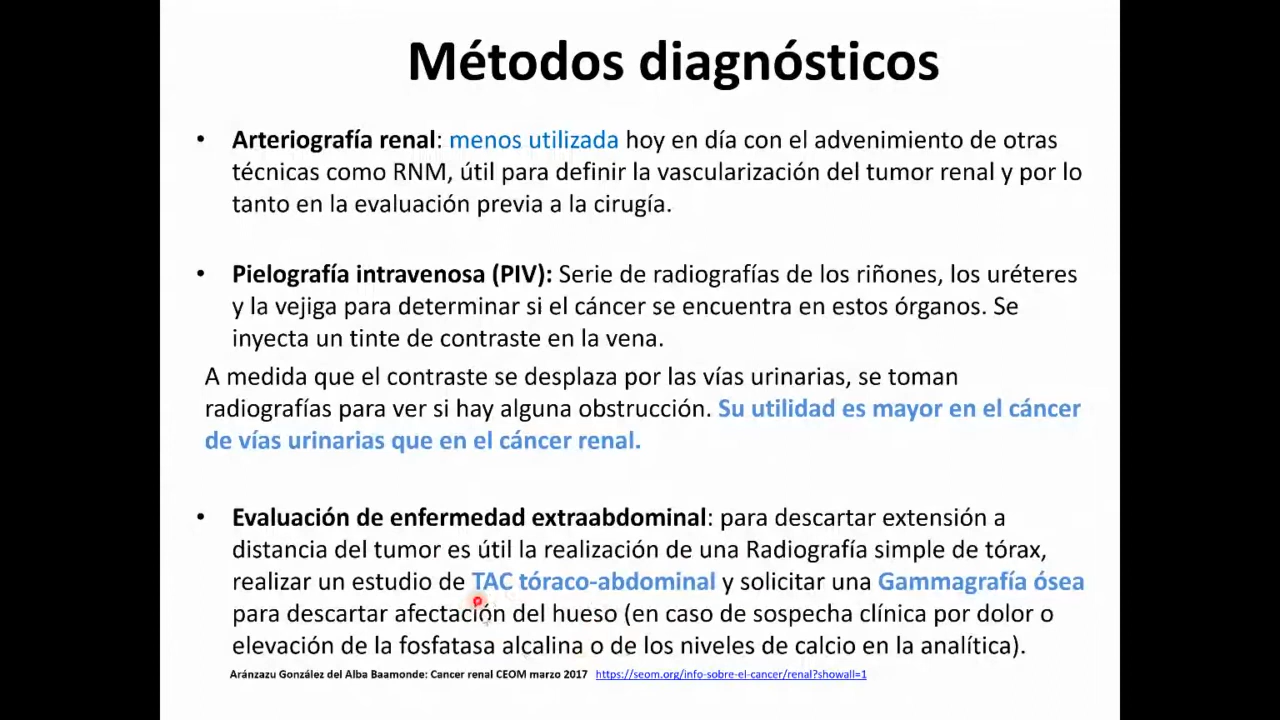 Métodos diagnósticos
• Arteriografía renal: menos utilizada hoy en día con el advenimiento de otras
técnicas como RNM, útil para definir la vascularización del tumor renal y por lo
tanto en la evaluación previa a la cirugía.
• Pielografía intravenosa (PIV): Serie de radiografías de los riñones, los uréteres
y la vejiga para determinar si el cáncer se encuentra en estos órganos. Se
inyecta un tinte de contraste en la vena.
A medida que el contraste se desplaza por las vías urinarias, se toman
radiografías para ver si hay alguna obstrucción. Su utilidad es mayor en el cáncer
de vías urinarias que en el cáncer renal.
• Evaluación de enfermedad extraabdominal: para descartar extensión a
distancia del tumor es útil la realización de una Radiografía simple de tórax,
realizar un estudio de TAC tóraco-abdominal y solicitar una Gammagrafía ósea
para descartar afectación del hueso (en caso de sospecha clínica por dolor o
elevación de la fosfatasa alcalina o de los niveles de calcio en la analítica).
Aránzazu González del Alba Baamonde: Cancer renal CEOM marzo 2017 https://seom.org/info-sobre-el-cancer/renal?showall=1